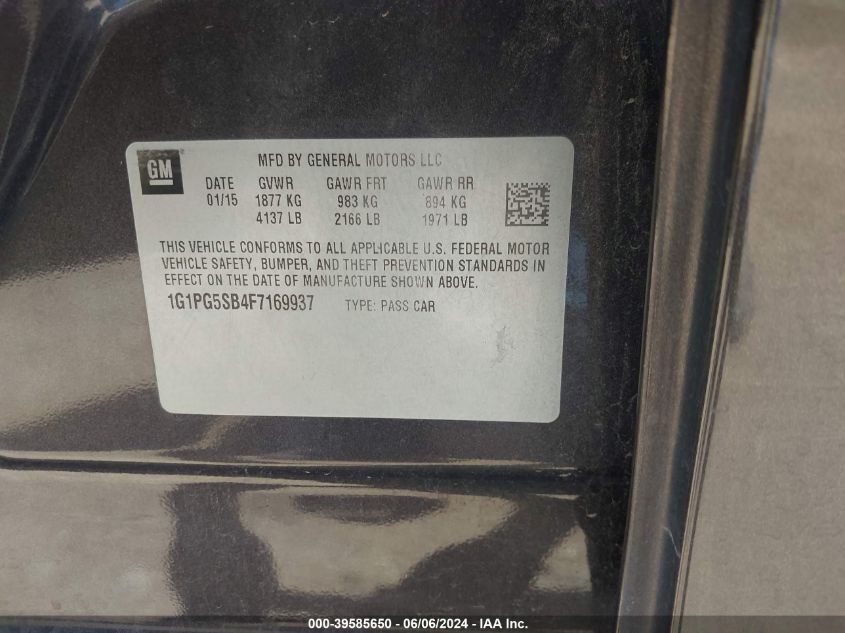 GM
MFD BY GENERAL MOTORS LLC
DATE GVWR GAWR FRT GAWR RR
01/15 1877 KG 983 KG 894 KG
4137 LB 2166 LB 1971 LB
THIS VEHICLE CONFORMS TO ALL APPLICABLE U.S. FEDERAL MOTOR
VEHICLE SAFETY, BUMPER, AND THEFT PREVENTION STANDARDS IN
EFFECT ON THE DATE OF MANUFACTURE SHOWN ABOVE.
1G1PG5SB4F7169937 TYPE: PASS CAR
000-39585650 - 06/06/2024 - IAA Inc.